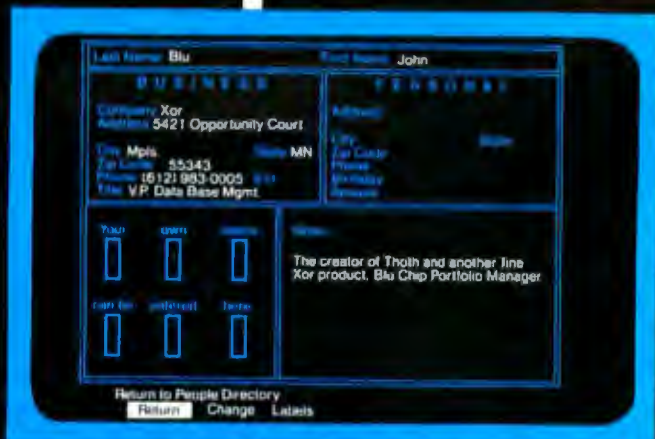 Last Name: Blu First Name: John
BUSINESS
PERSONAL
Company Xor
Address 5421 Opportunity Court
City Mpls. State MN
Zip Code 55343
Phone (612) 983-0005
Title V.P. Data Base Mgmt.
Address
City State
Zip Code
Phone
Birthday
Your own
can be entered here
The creator of Thoth and another fine
Xor product, Blu Chip Portfolio Manager
Return to People Directory
Return Change Labels